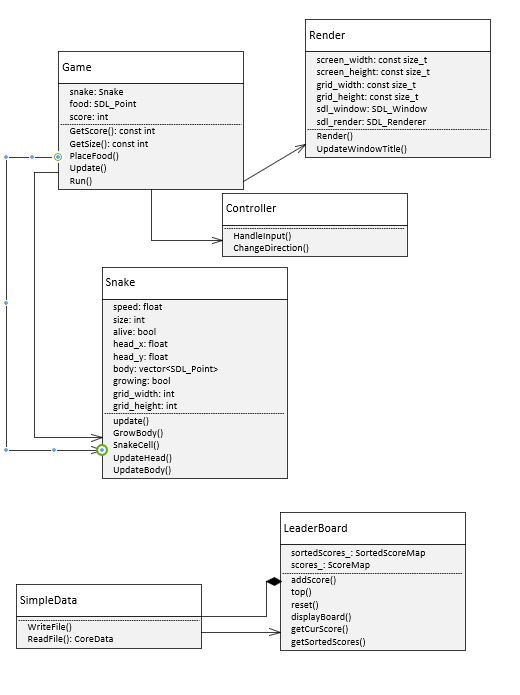 Render
screen_width: const size_t
screen_height: const size_t
grid_width: const size_t
grid_height: const size_t
sdl_window: SDL_Window
sdl_render: SDL_Renderer
Render()
UpdateWindowTitle()
Game
snake: Snake
food: SDL_Point
score: int
GetScore(): const int
GetSize(): const int
PlaceFood()
Update()
Run()
Controller
HandleInput()
ChangeDirection()
Snake
speed: float
size: int
alive: bool
head_x: float
head_y: float
body: vector<SDL_Point>
growing: bool
grid_width: int
grid_height: int
update()
GrowBody()
SnakeCell()
UpdateHead()
UpdateBody()
LeaderBoard
sortedScores_: SortedScoreMap
scores_: ScoreMap
addScore()
top()
reset()
displayBoard()
getCurScore()
getSortedScores()
SimpleData
WriteFile()
ReadFile(): CoreData